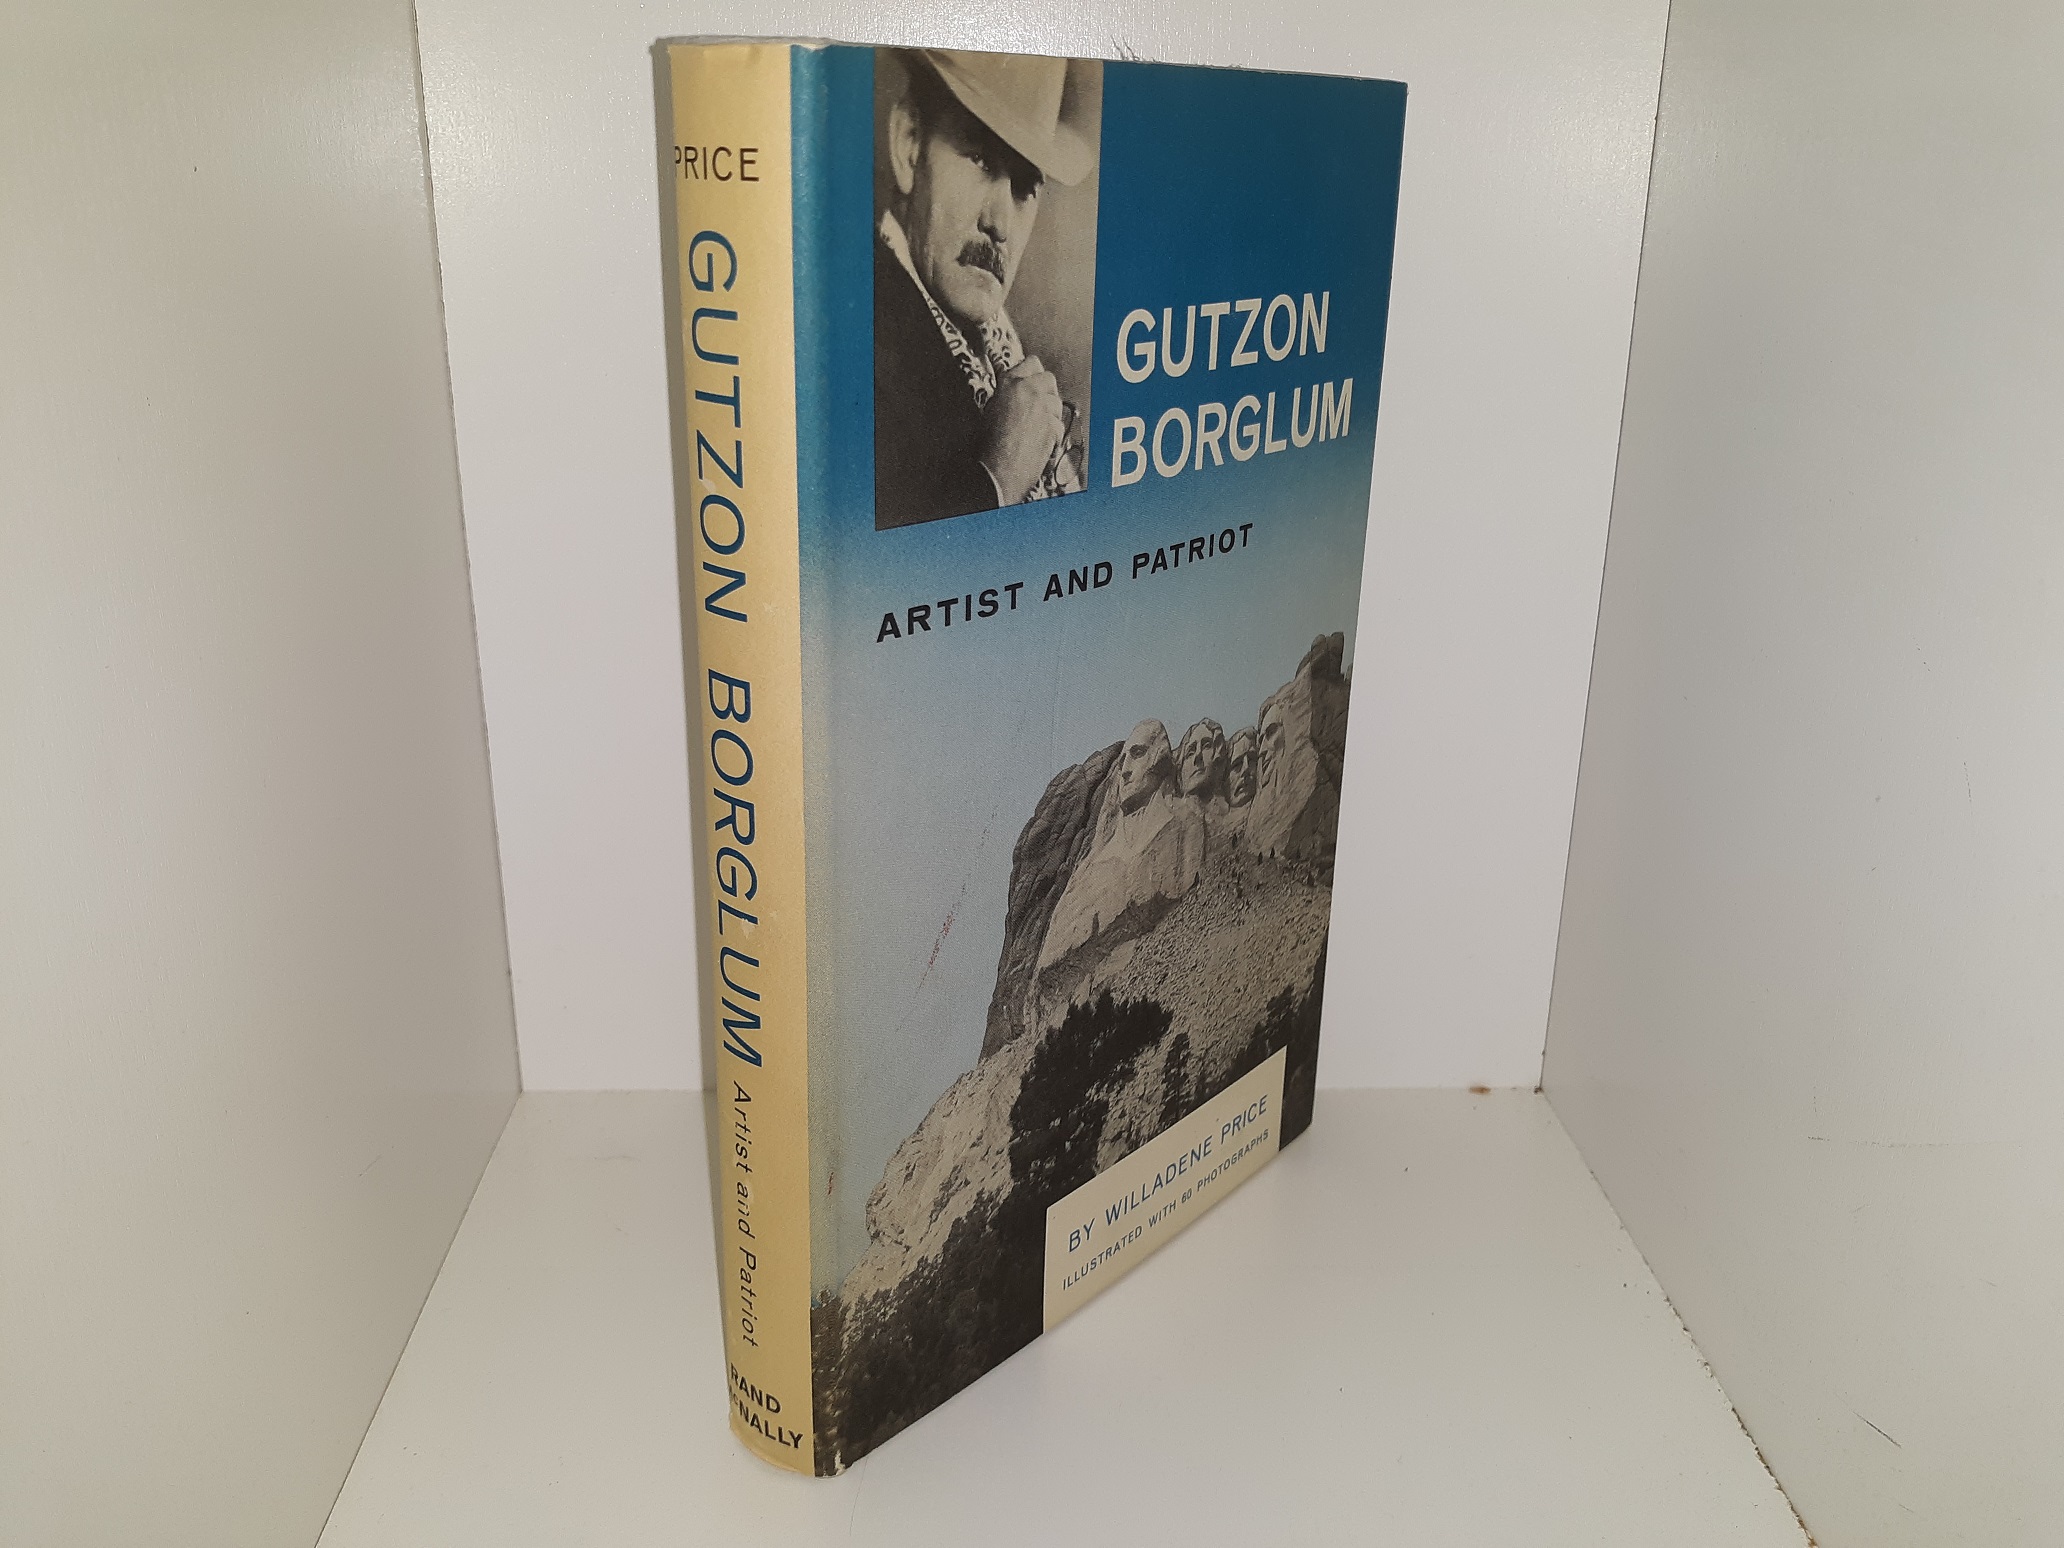 PRICE
GUTZON BORGLUM Artist and Patriot
RAND
McNALLY
GUTZON
BORGLUM
ARTIST AND PATRIOT
BY WILLADENE PRICE
ILLUSTRATED WITH 60 PHOTOGRAPHS